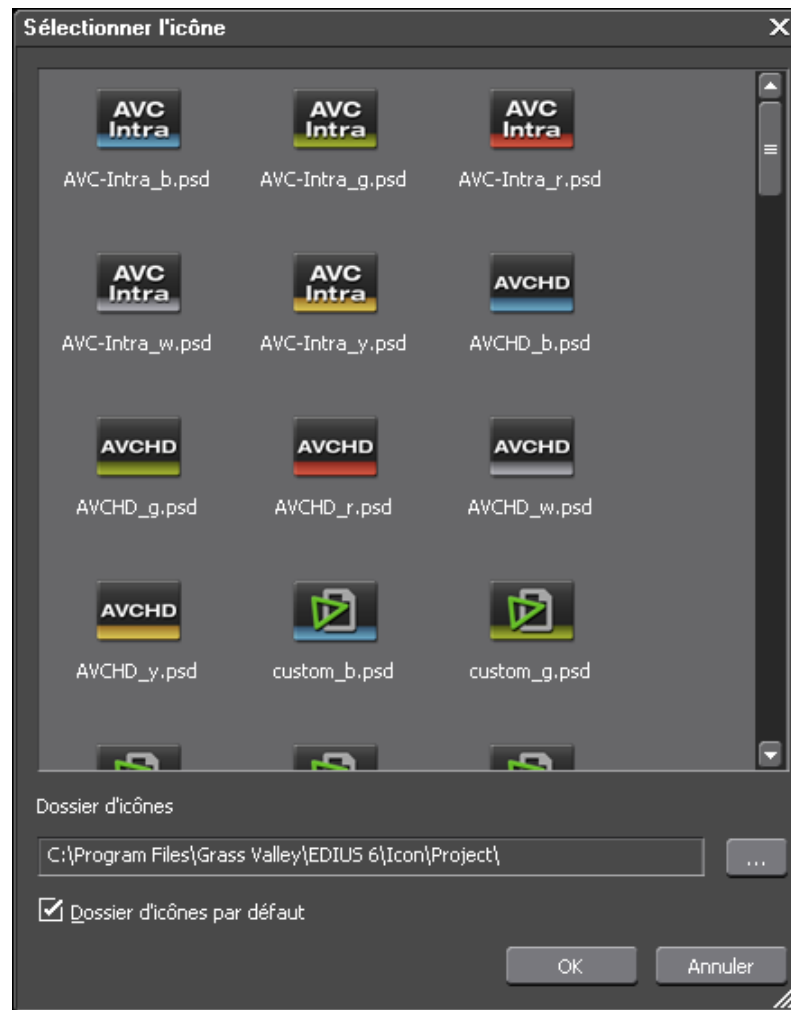 Sélectionner l'icône
AVC Intra AVC Intra AVC Intra
AVC-Intra_b.psd AVC-Intra_g.psd AVC-Intra_r.psd
AVC Intra AVC Intra AVCHD
AVC-Intra_w.psd AVC-Intra_y.psd AVCHD_b.psd
AVCHD AVCHD AVCHD
AVCHD_g.psd AVCHD_r.psd AVCHD_w.psd
AVCHD
AVCHD_y.psd custom_b.psd custom_g.psd
Dossier d'icônes
C:\Program Files\Grass Valley\EDIUS 6\Icon\Project\
...
Dossier d'icônes par défaut
OK Annuler